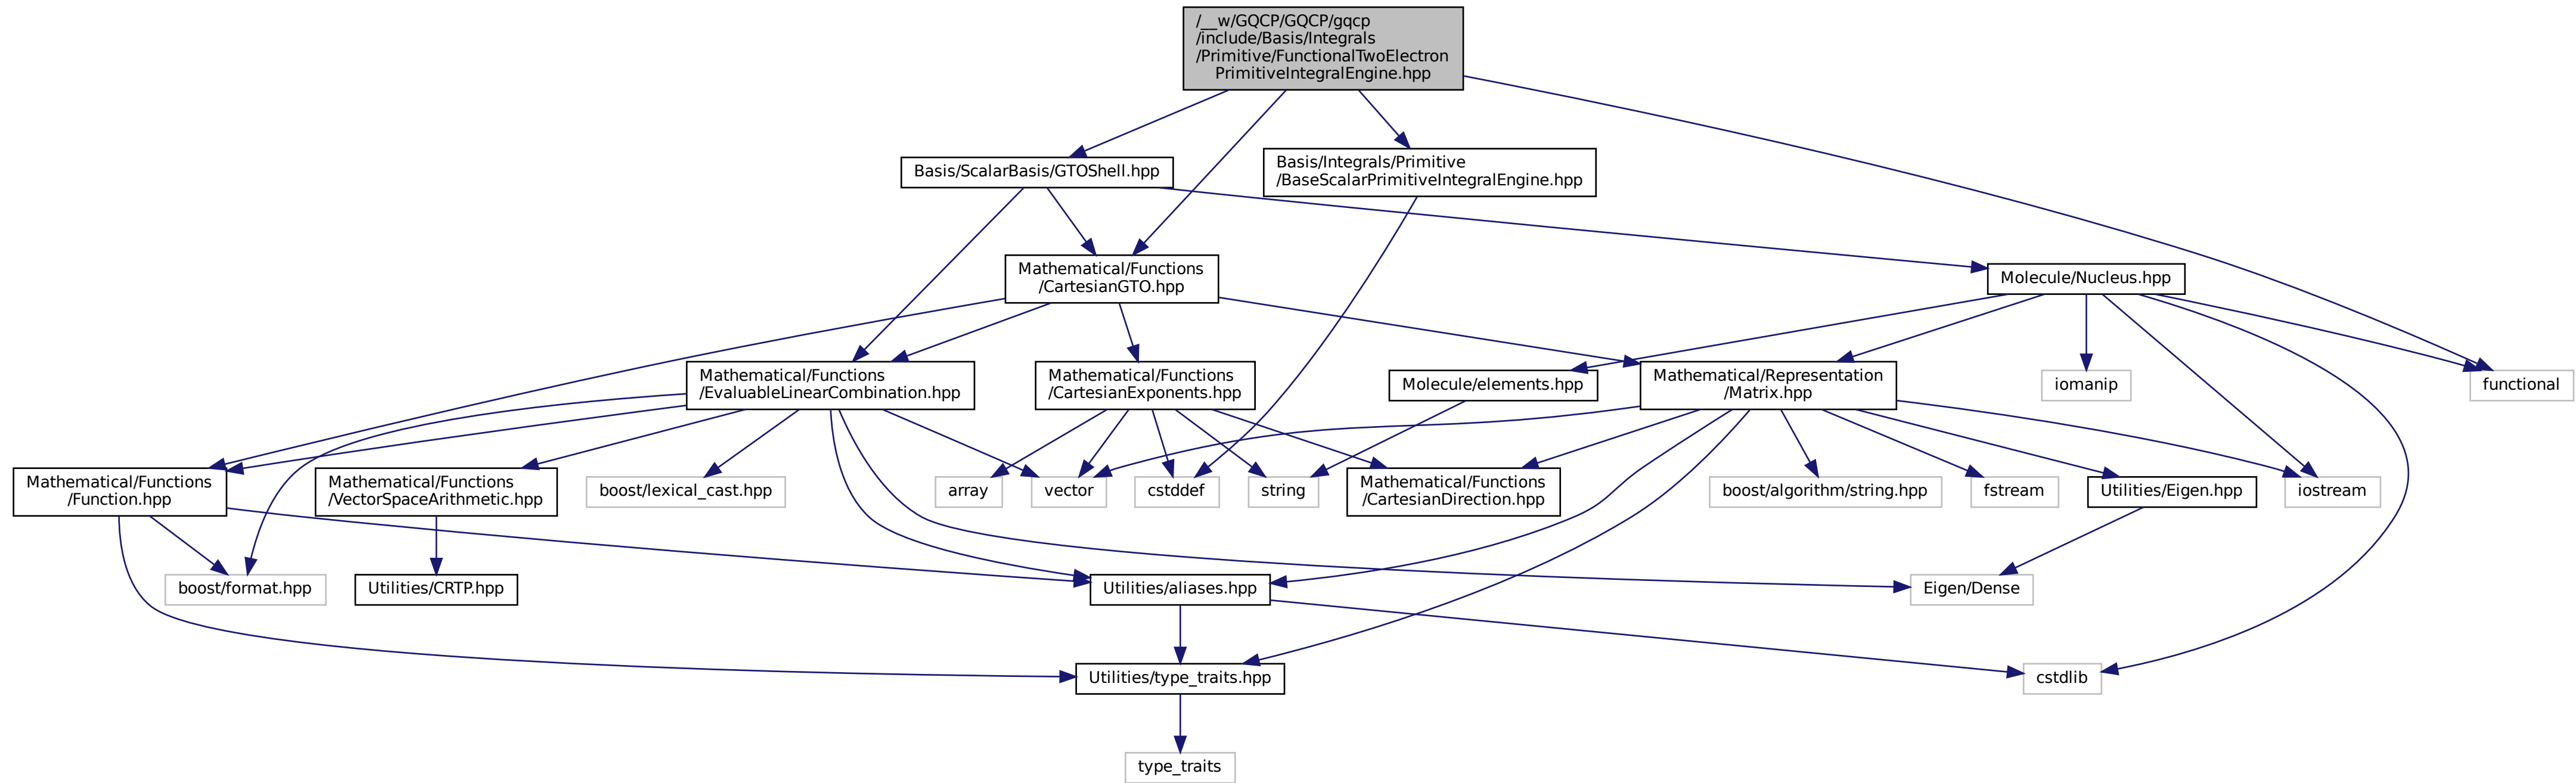 /__w/GQCP/GQCP/gqcp
/include/Basis/Integrals
/Primitive/FunctionalTwoElectron
PrimitiveIntegralEngine.hpp
Basis/ScalarBasis/GTOShell.hpp
Basis/Integrals/Primitive
/BaseScalarPrimitiveIntegralEngine.hpp
Mathematical/Functions
/CartesianGTO.hpp
Molecule/Nucleus.hpp
Mathematical/Functions
/EvaluableLinearCombination.hpp
Mathematical/Functions
/CartesianExponents.hpp
Molecule/elements.hpp
Mathematical/Representation
/Matrix.hpp
iomanip
functional
Mathematical/Functions
/Function.hpp
Mathematical/Functions
/VectorSpaceArithmetic.hpp
boost/lexical_cast.hpp
array
vector
cstddef
string
Mathematical/Functions
/CartesianDirection.hpp
boost/algorithm/string.hpp
fstream
Utilities/Eigen.hpp
iostream
boost/format.hpp
Utilities/CRTP.hpp
Utilities/aliases.hpp
Eigen/Dense
Utilities/type_traits.hpp
cstdlib
type_traits